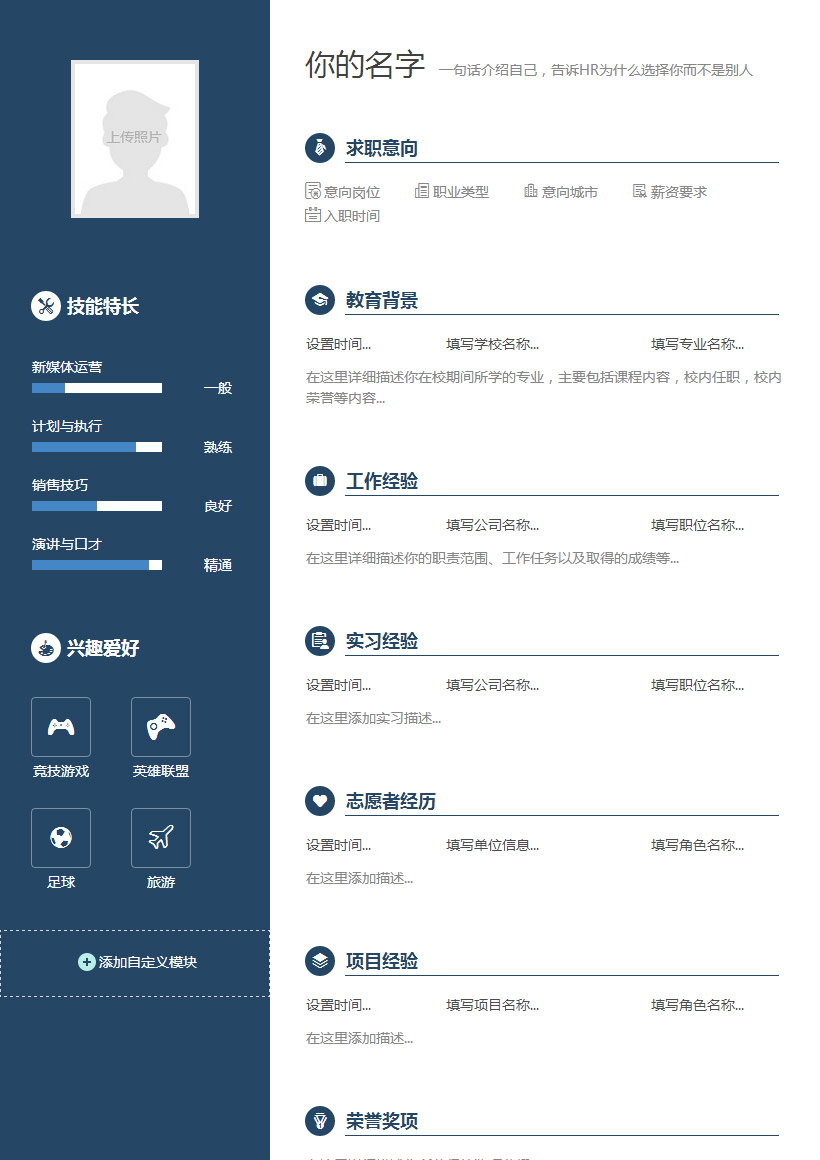 上传照片
技能特长
新媒体运营
一般
计划与执行
熟练
销售技巧
良好
演讲与口才
精通
兴趣爱好
竞技游戏 英雄联盟
足球 旅游
添加自定义模块
你的名字 一句话介绍自己，告诉HR为什么选择你而不是别人
求职意向
意向岗位 职业类型 意向城市 薪资要求
入职时间
教育背景
设置时间... 填写学校名称... 填写专业名称...
在这里详细描述你在校期间所学的专业，主要包括课程内容，校内任职，校内
荣誉等内容...
工作经验
设置时间... 填写公司名称... 填写职位名称...
在这里详细描述你的职责范围、工作任务以及取得的成绩等...
实习经验
设置时间... 填写公司名称... 填写职位名称...
在这里添加实习描述...
志愿者经历
设置时间... 填写单位信息... 填写角色名称...
在这里添加描述...
项目经验
设置时间... 填写项目名称... 填写角色名称...
在这里添加描述...
荣誉奖项